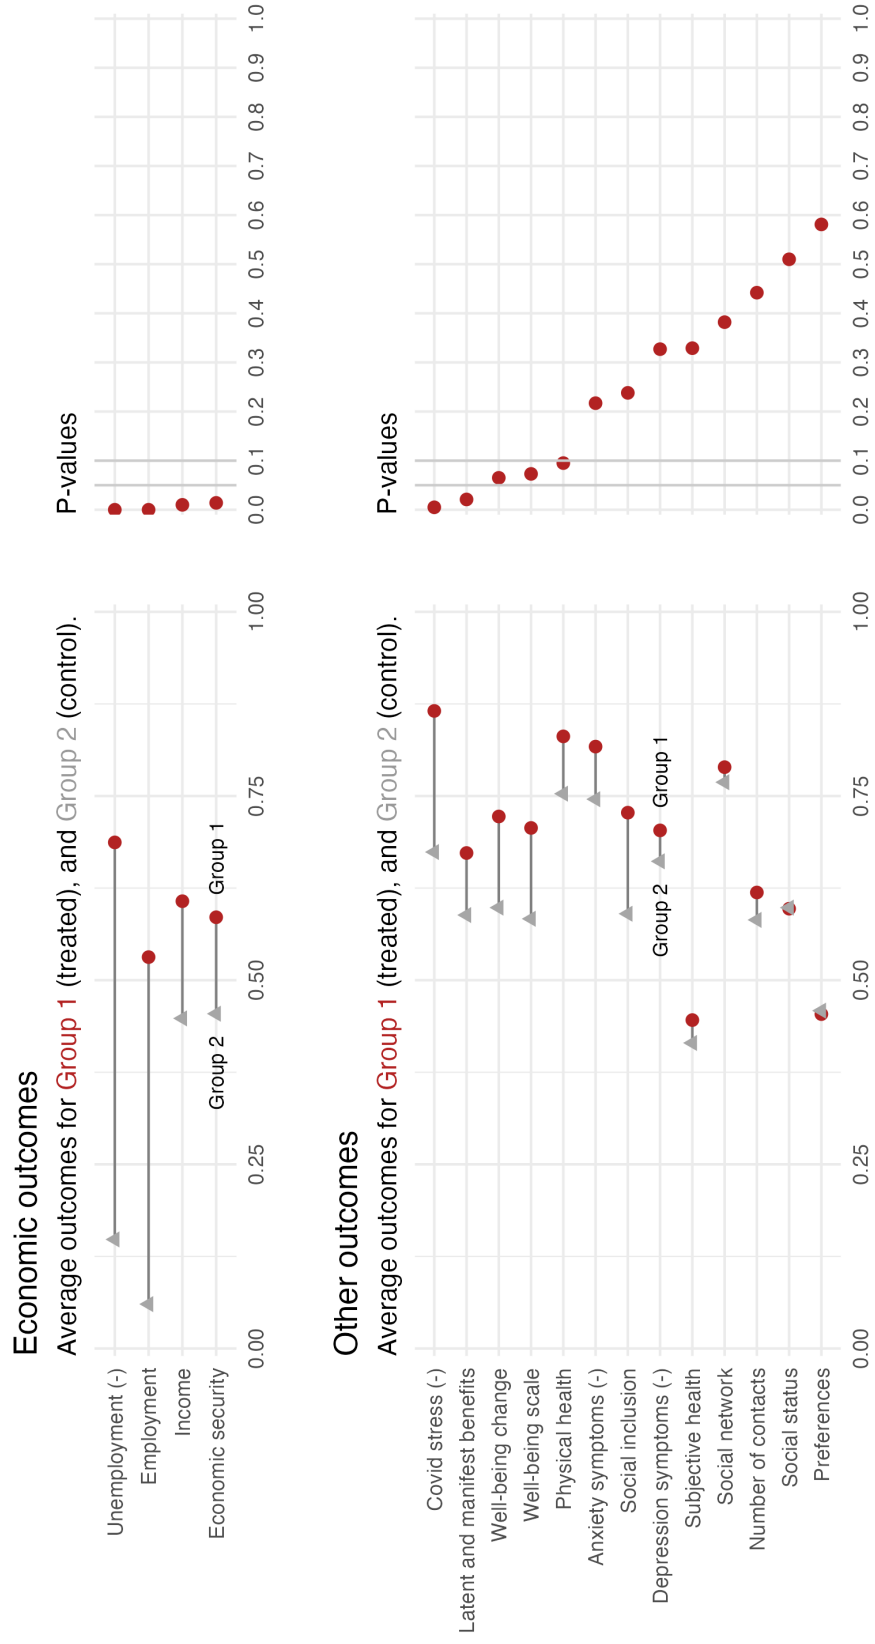 Economic outcomes
Average outcomes for Group 1 (treated), and Group 2 (control).
P-values
Unemployment (-)
Employment
Income
Economic security
Group 2
Group 1
0.00 0.25 0.50 0.75 1.00
0.0 0.1 0.2 0.3 0.4 0.5 0.6 0.7 0.8 0.9 1.0
Other outcomes
Average outcomes for Group 1 (treated), and Group 2 (control).
P-values
Covid stress (-)
Latent and manifest benefits
Well-being change
Well-being scale
Physical health
Anxiety symptoms (-)
Social inclusion
Depression symptoms (-)
Group 2
Group 1
Subjective health
Social network
Number of contacts
Social status
Preferences
0.00 0.25 0.50 0.75 1.00
0.0 0.1 0.2 0.3 0.4 0.5 0.6 0.7 0.8 0.9 1.0